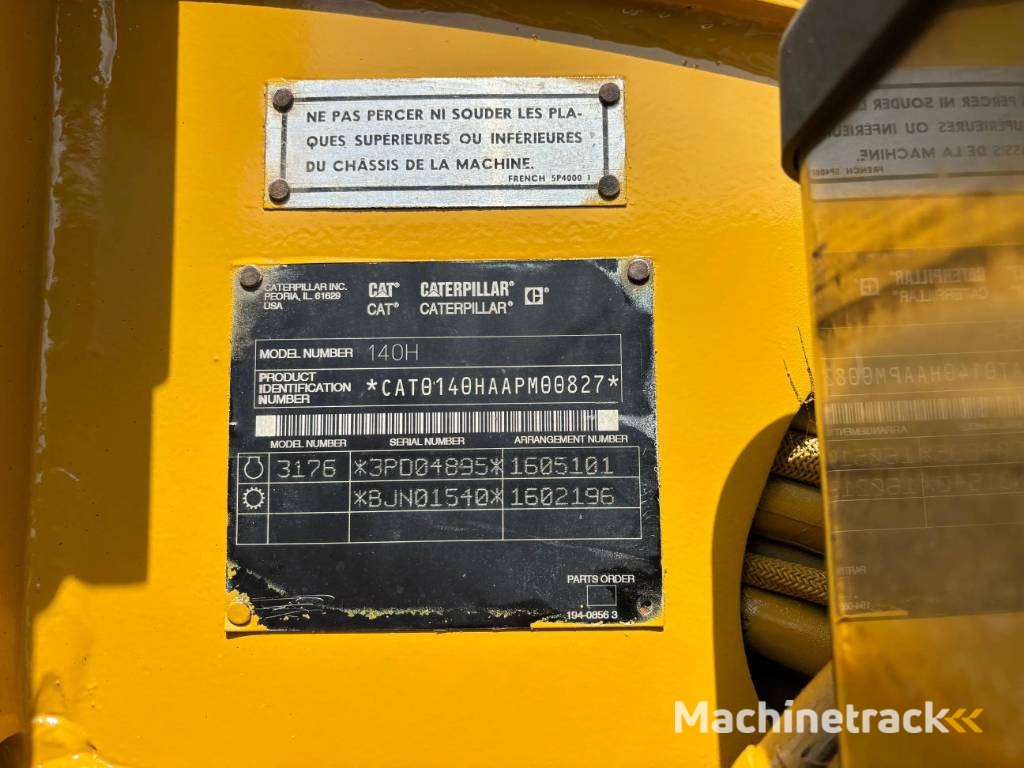 NE PAS PERCER NI SOUDER LES PLA-
QUES SUPÉRIEURES OU INFÉRIEURES
DU CHÂSSIS DE LA MACHINE.
FRENCH 5P4000 1
CATERPILLAR INC.
PEORIA, IL. 61629
USA
CAT® CATERPILLAR® C
CAT® CATERPILLAR®
MODEL NUMBER 140H
PRODUCT
IDENTIFICATION
NUMBER
*CAT0140HAAPM00827*
MODEL NUMBER SERIAL NUMBER ARRANGEMENT NUMBER
3176 *3PD04895* 1605101
*BJN01540* 1602196
PARTS ORDER
194-0856 3
Machinetrack